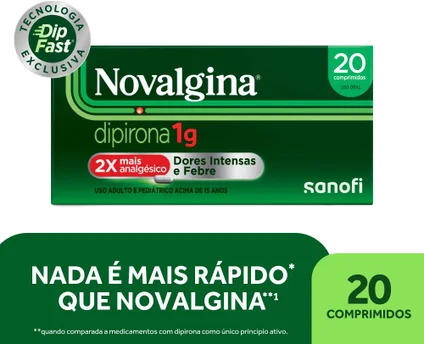 TECNOLOGIA
Dip
Fast®
EXCLUSIVA
Novalgina®
20
comprimidos
USO ORAL
dipirona 1g
2X mais
analgésico
Dores Intensas
e Febre
USO ADULTO E PEDIÁTRICO ACIMA DE 15 ANOS
sanofi
NADA É MAIS RÁPIDO*
QUE NOVALGINA**1
**quando comparada a medicamentos com dipirona como único princípio ativo.
20
COMPRIMIDOS